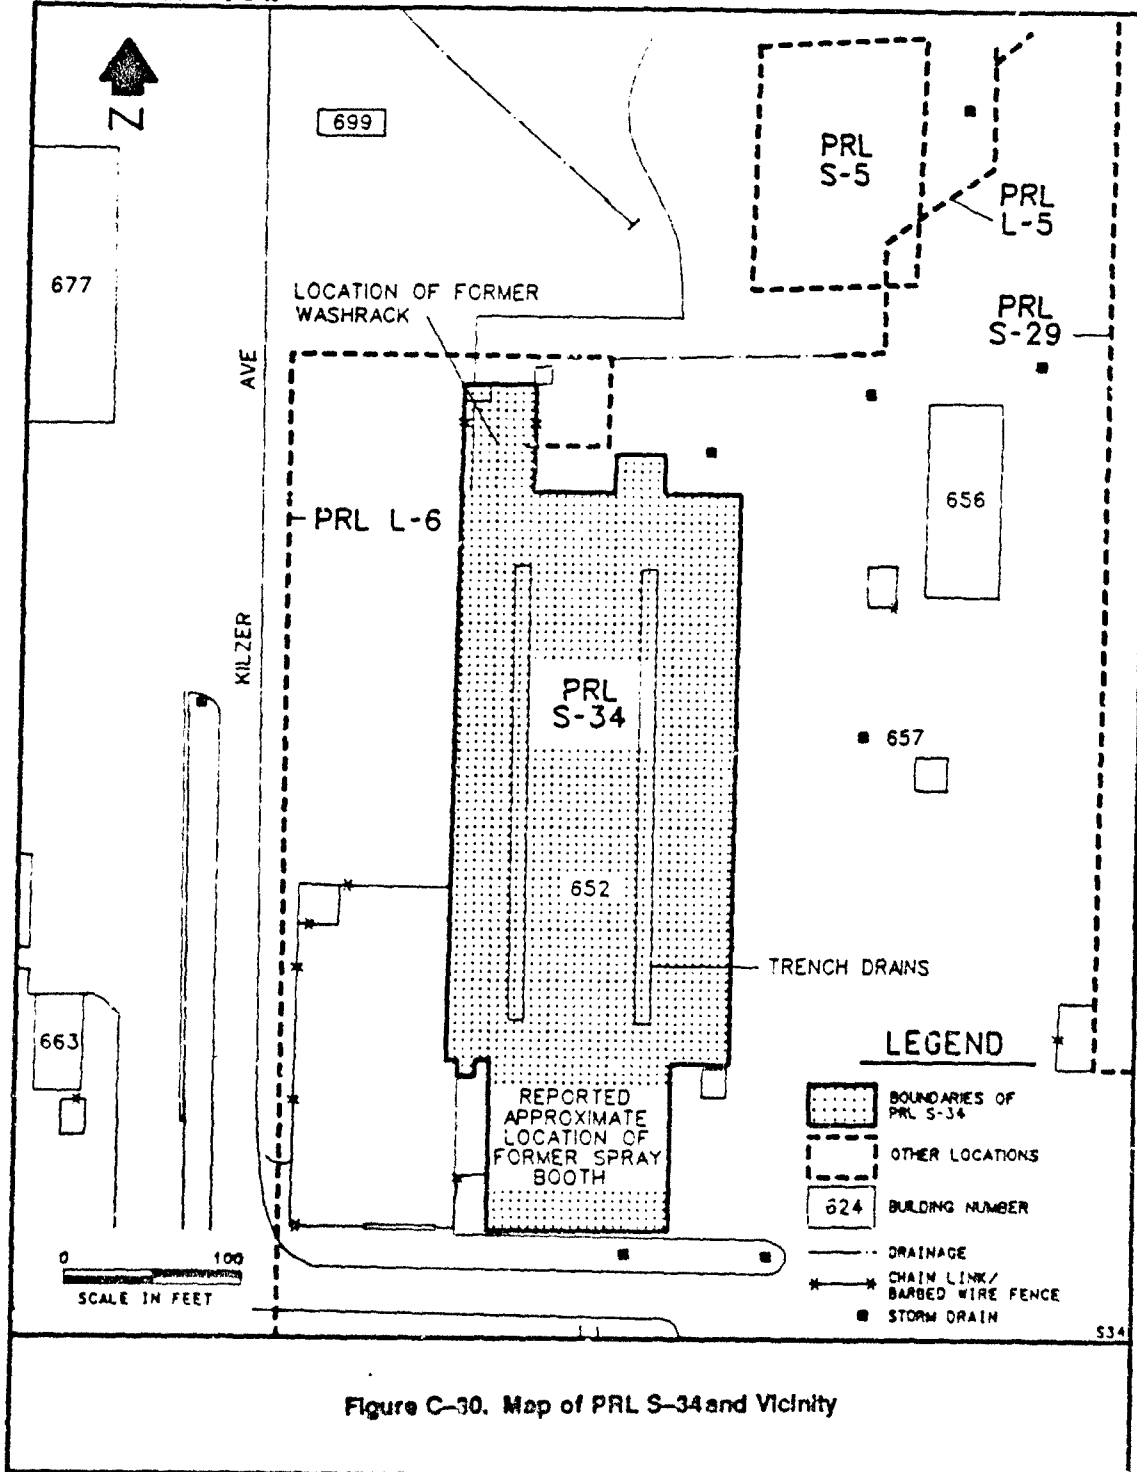 N
699
677
LOCATION OF FORMER
WASHRACK
PRL
S-5
PRL
L-5
PRL
S-29
AVE
KILZER
PRL L-6
656
PRL
S-34
657
652
TRENCH DRAINS
663
REPORTED
APPROXIMATE
LOCATION OF
FORMER SPRAY
BOOTH
LEGEND
BOUNDARIES OF
PRL S-34
OTHER LOCATIONS
624 BUILDING NUMBER
DRAINAGE
CHAIN LINK/
BARBED WIRE FENCE
STORM DRAIN
0 100
SCALE IN FEET
S34
Figure C-30. Map of PRL S-34 and Vicinity